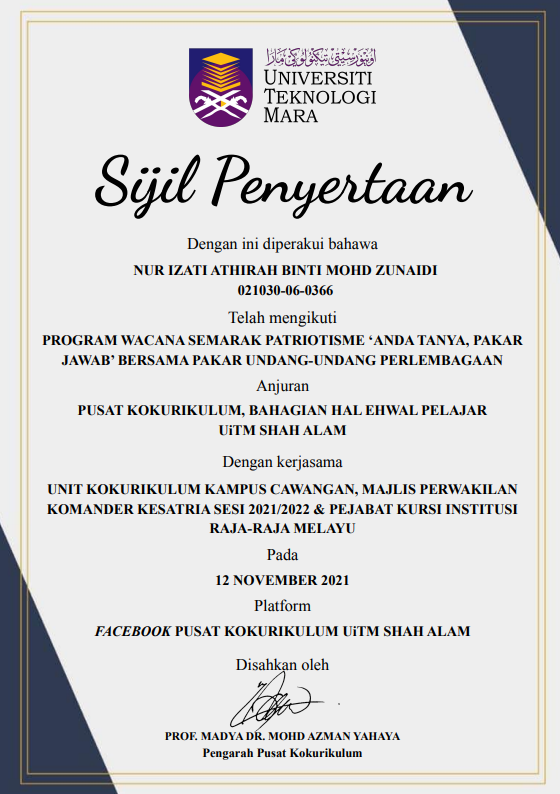 اونيۏرسيتي تيكنولوݢي مارا
UNIVERSITI
TEKNOLOGI
MARA
Sijil Penyertaan
Dengan ini diperakui bahawa
NUR IZATI ATHIRAH BINTI MOHD ZUNAIDI
021030-06-0366
Telah mengikuti
PROGRAM WACANA SEMARAK PATRIOTISME ‘ANDA TANYA, PAKAR
JAWAB’ BERSAMA PAKAR UNDANG-UNDANG PERLEMBAGAAN
Anjuran
PUSAT KOKURIKULUM, BAHAGIAN HAL EHWAL PELAJAR
UiTM SHAH ALAM
Dengan kerjasama
UNIT KOKURIKULUM KAMPUS CAWANGAN, MAJLIS PERWAKILAN
KOMANDER KESATRIA SESI 2021/2022 & PEJABAT KURSI INSTITUSI
RAJA-RAJA MELAYU
Pada
12 NOVEMBER 2021
Platform
FACEBOOK PUSAT KOKURIKULUM UiTM SHAH ALAM
Disahkan oleh
PROF. MADYA DR. MOHD AZMAN YAHAYA
Pengarah Pusat Kokurikulum